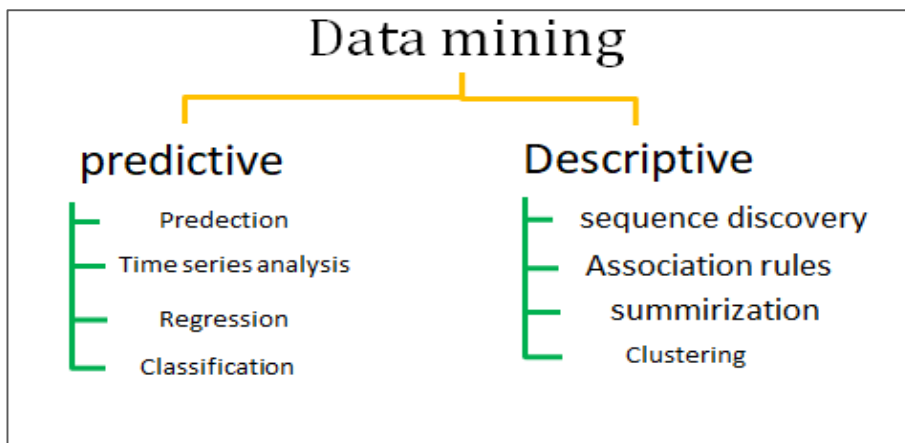 Data mining
predictive
Predection
Time series analysis
Regression
Classification
Descriptive
sequence discovery
Association rules
summirization
Clustering